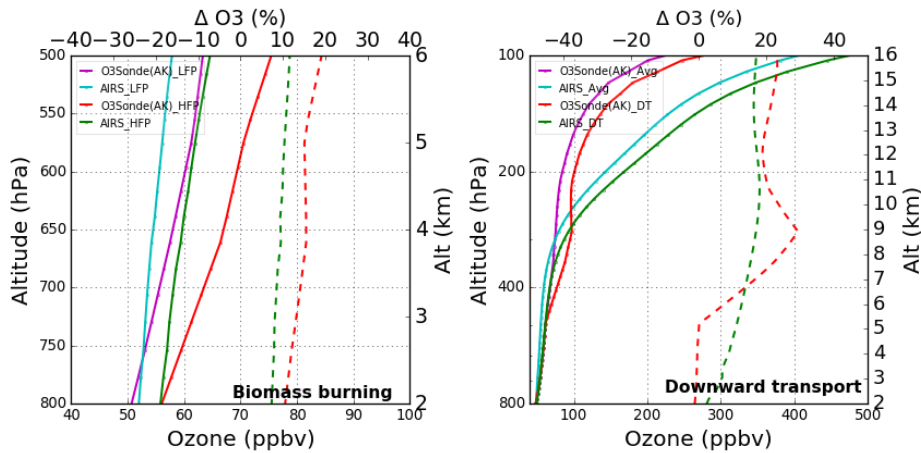 Δ O3 (%)
−40 −30 −20 −10 0 10 20 30 40
500
550
600
650
700
750
800
Altitude (hPa)
O3Sonde(AK)_LFP
AIRS_LFP
O3Sonde(AK)_HFP
AIRS_HFP
6
5
4
3
2
Alt (km)
Biomass burning
40 50 60 70 80 90 100
Ozone (ppbv)
Δ O3 (%)
−40 −20 0 20 40
100
200
400
800
Altitude (hPa)
O3Sonde(AK)_Avg
AIRS_Avg
O3Sonde(AK)_DT
AIRS_DT
16
15
14
13
12
11
10
9
8
7
6
5
4
3
2
Alt (km)
Downward transport
100 200 300 400 500
Ozone (ppbv)